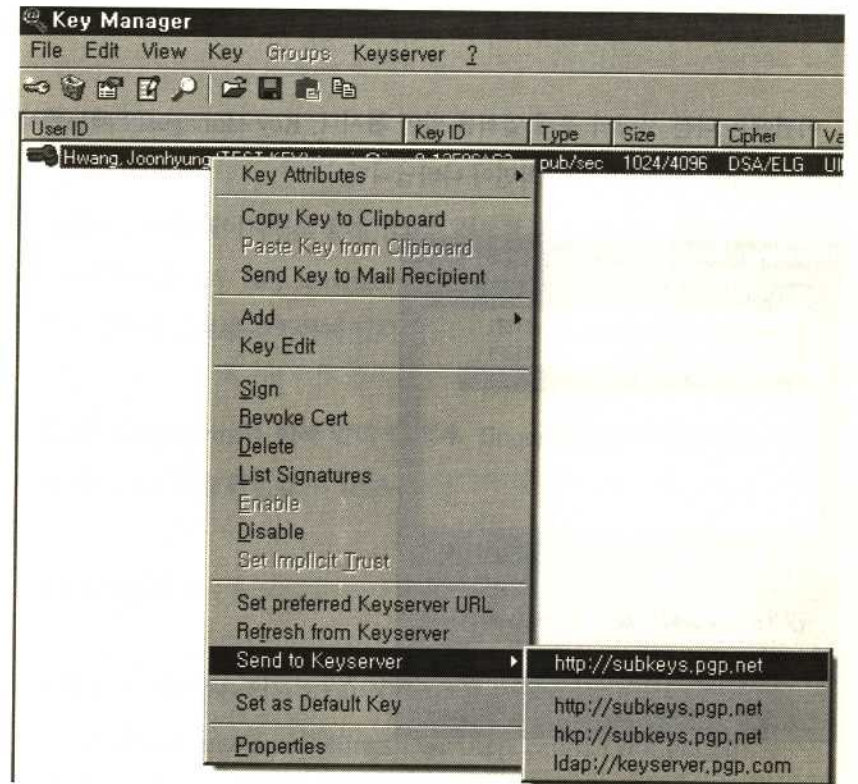 Key Manager
File Edit View Key Groups Keyserver ?
User ID Key ID Type Size Cipher
Hwang, Joonhyung pub/sec 1024/4096 DSA/ELG
Key Attributes
Copy Key to Clipboard
Paste Key from Clipboard
Send Key to Mail Recipient
Add
Key Edit
Sign
Revoke Cert
Delete
List Signatures
Enable
Disable
Set Implicit Trust
Set preferred Keyserver URL
Refresh from Keyserver
Send to Keyserver
http://subkeys.pgp.net
Set as Default Key
http://subkeys.pgp.net
hkp://subkeys.pgp.net
Properties
ldap://keyserver.pgp.com